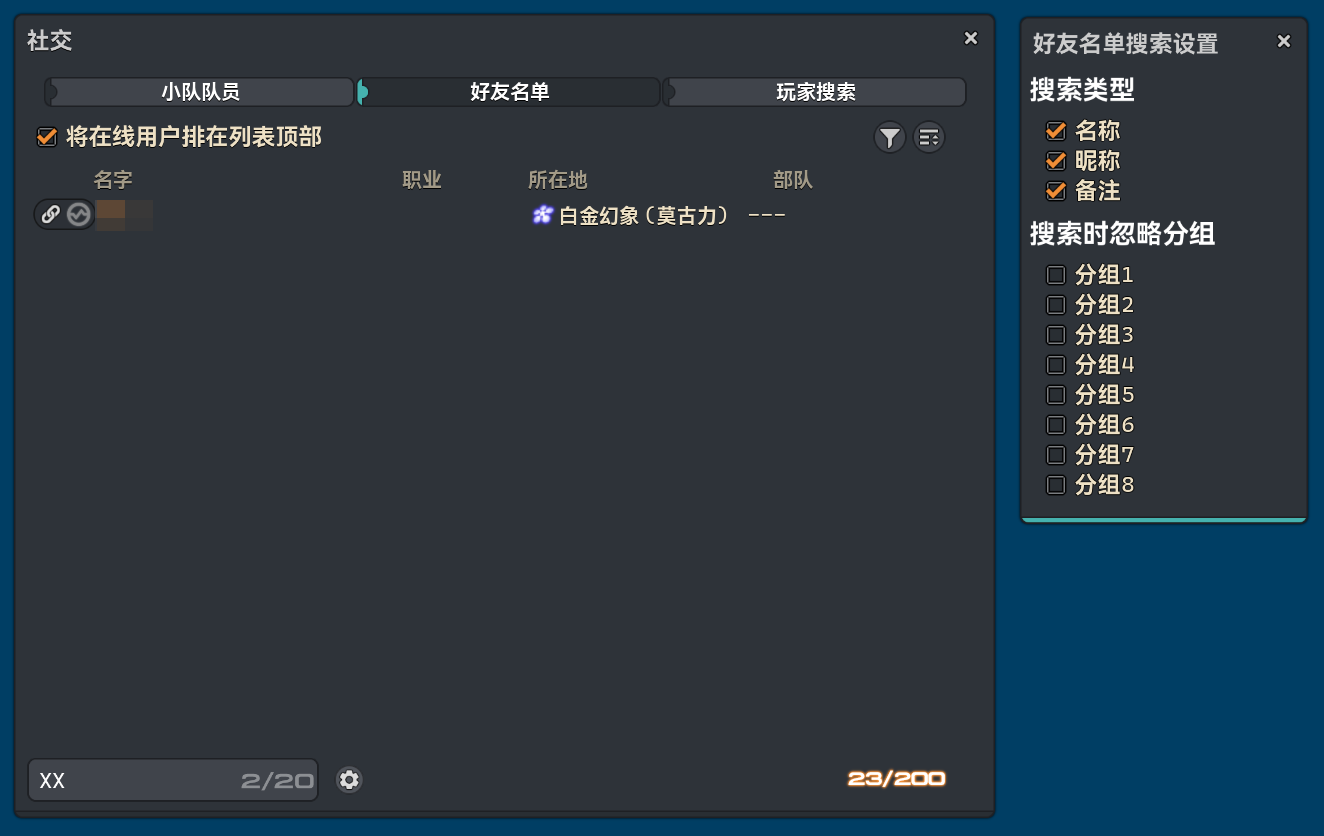 社交
小队队员 好友名单 玩家搜索
将在线用户排在列表顶部
名字 职业 所在地 部队
白金幻象（莫古力） ---
XX 2/20
23/200
好友名单搜索设置
搜索类型
名称
昵称
备注
搜索时忽略分组
分组1
分组2
分组3
分组4
分组5
分组6
分组7
分组8